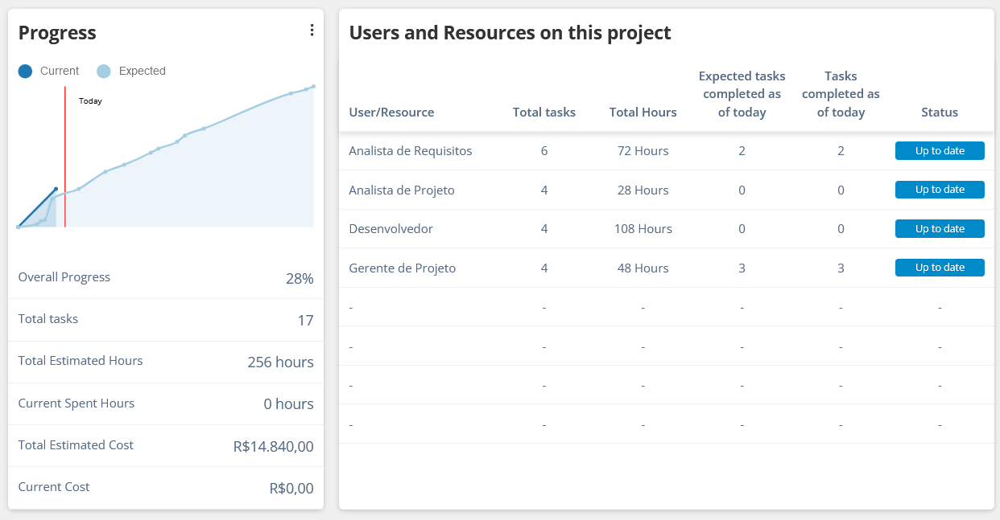 Progress
Current Expected
Today
Overall Progress 28%
Total tasks 17
Total Estimated Hours 256 hours
Current Spent Hours 0 hours
Total Estimated Cost R$14.840,00
Current Cost R$0,00
Users and Resources on this project
User/Resource Total tasks Total Hours Expected tasks completed as of today Tasks completed as of today Status
Analista de Requisitos 6 72 Hours 2 2 Up to date
Analista de Projeto 4 28 Hours 0 0 Up to date
Desenvolvedor 4 108 Hours 0 0 Up to date
Gerente de Projeto 4 48 Hours 3 3 Up to date
- - - - - -
- - - - - -
- - - - - -
- - - - - -